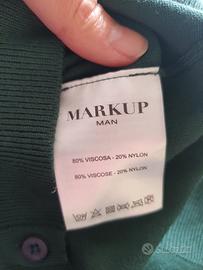 MARKUP
MAN
80% VISCOSA - 20% NYLON
80% VISCOSE - 20% NYLON